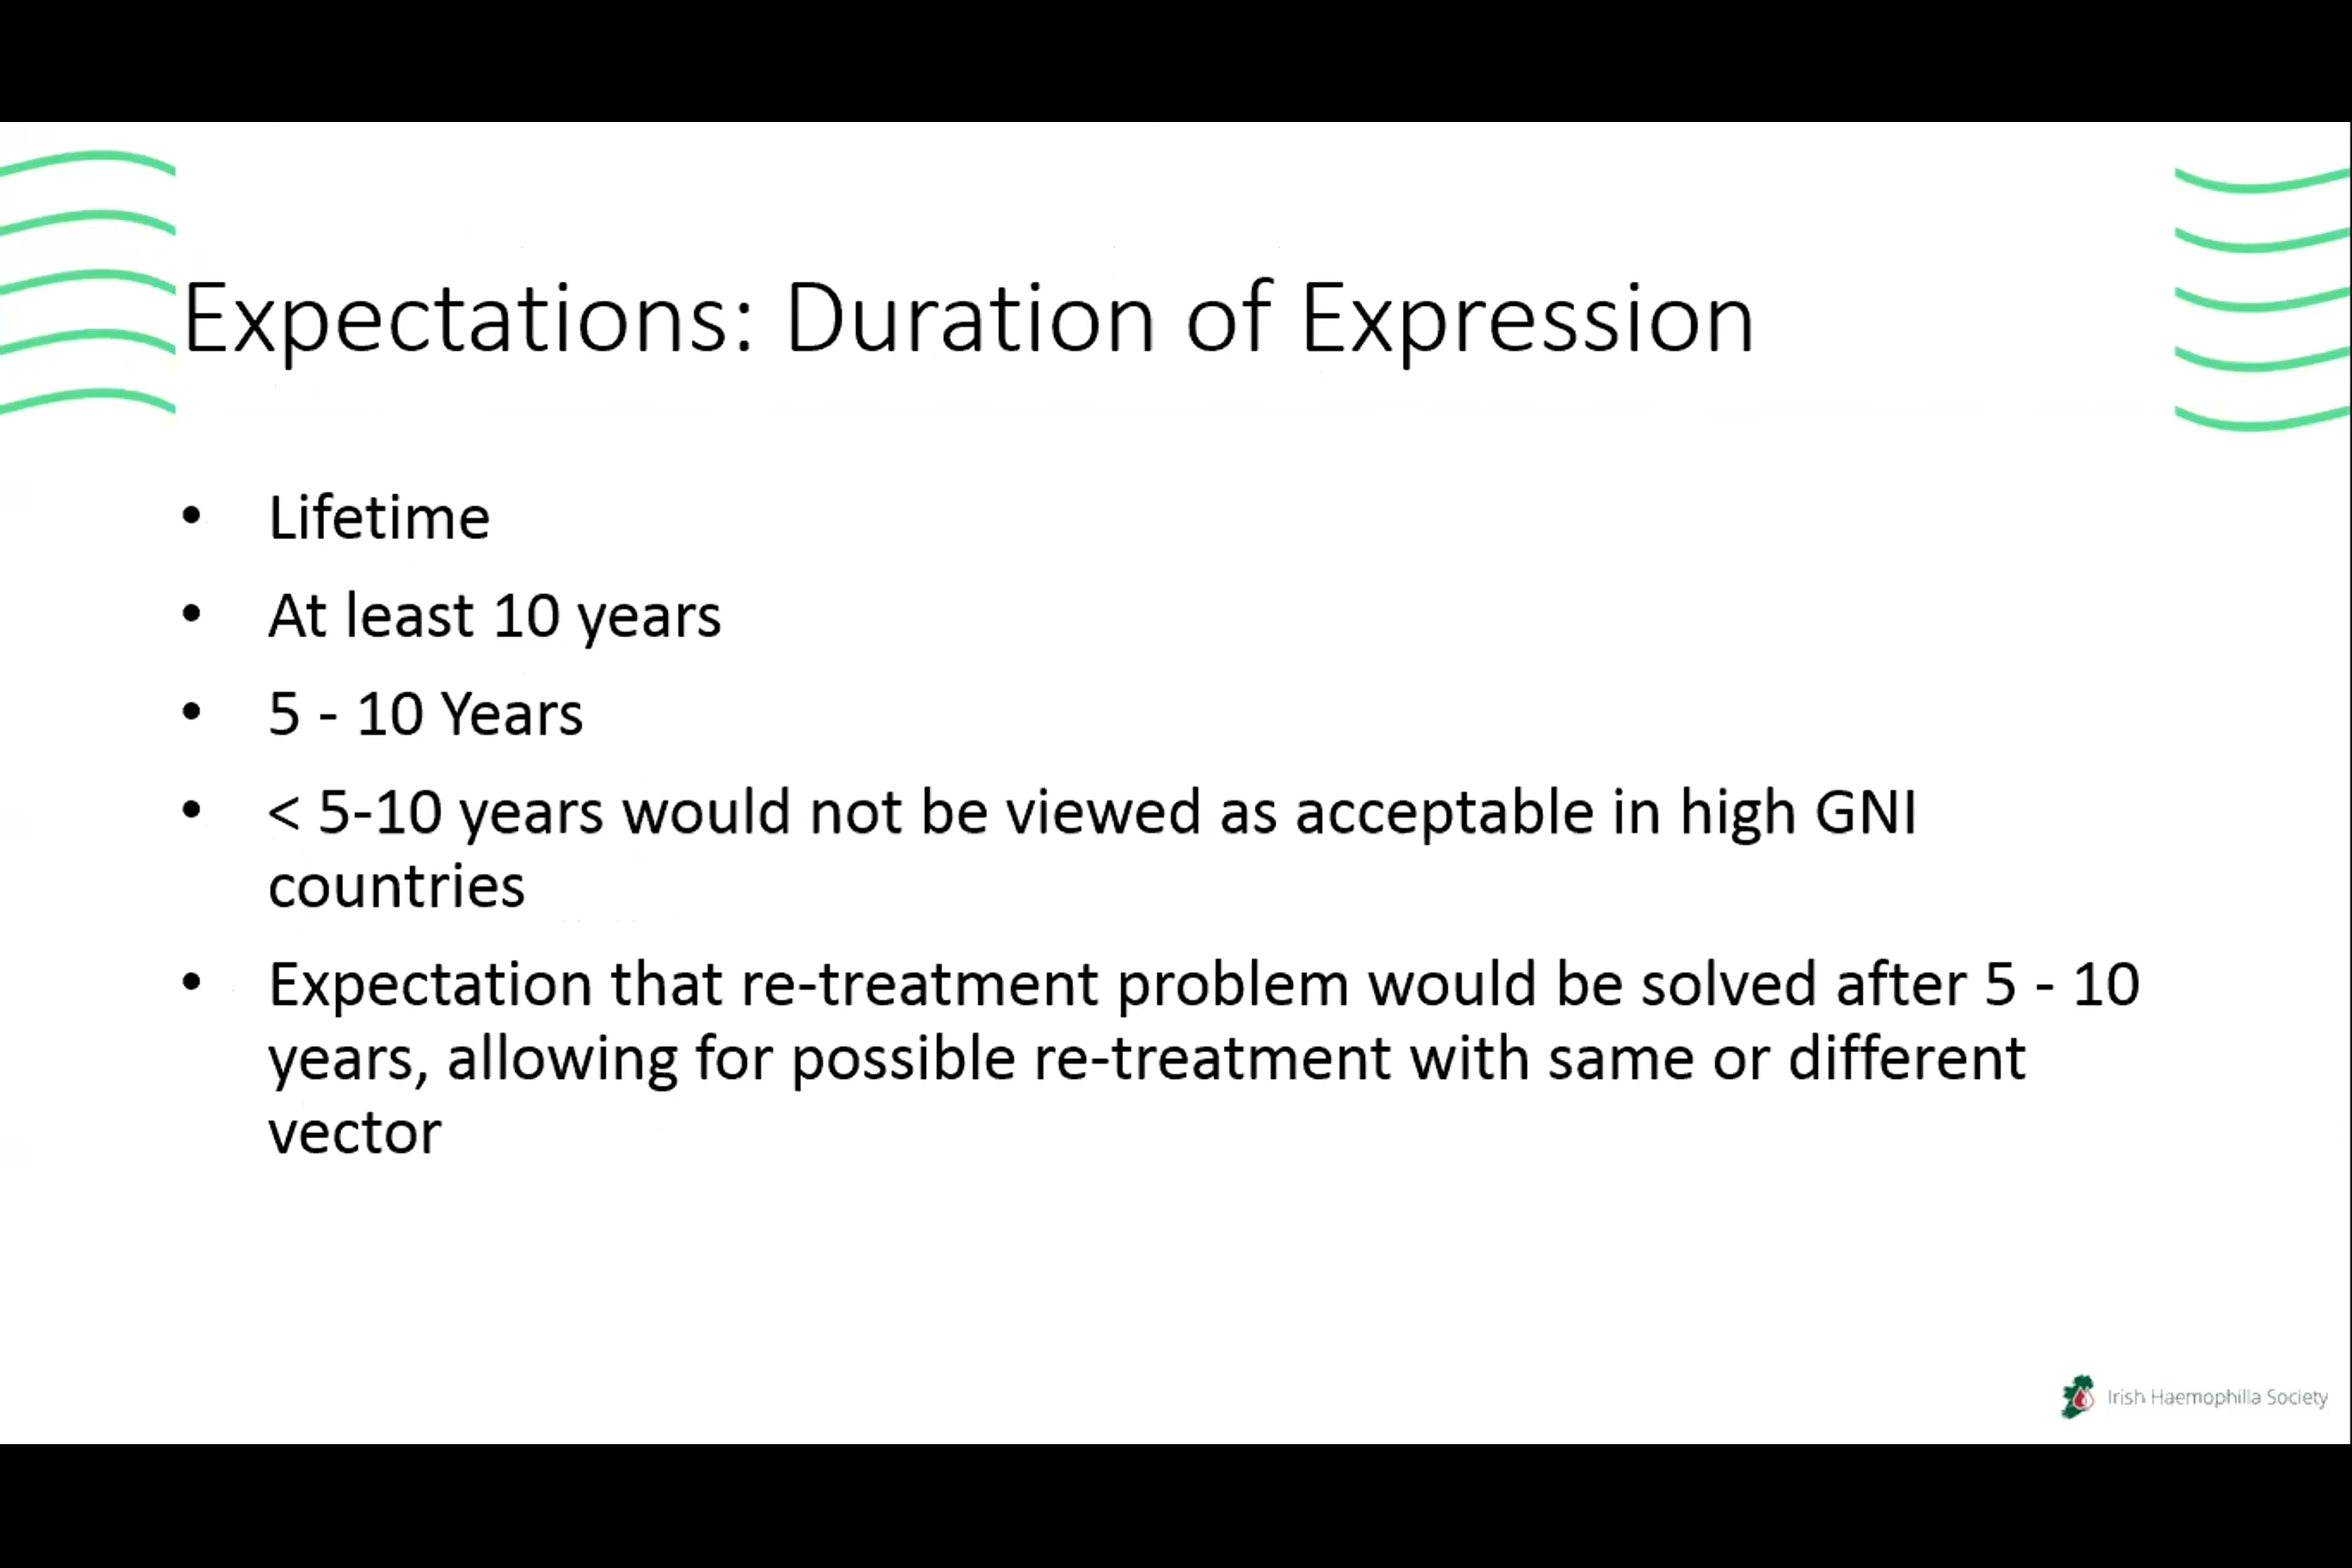 Expectations: Duration of Expression
• Lifetime
• At least 10 years
• 5 - 10 Years
• < 5-10 years would not be viewed as acceptable in high GNI
countries
• Expectation that re-treatment problem would be solved after 5 - 10
years, allowing for possible re-treatment with same or different
vector
Irish Haemophilia Society